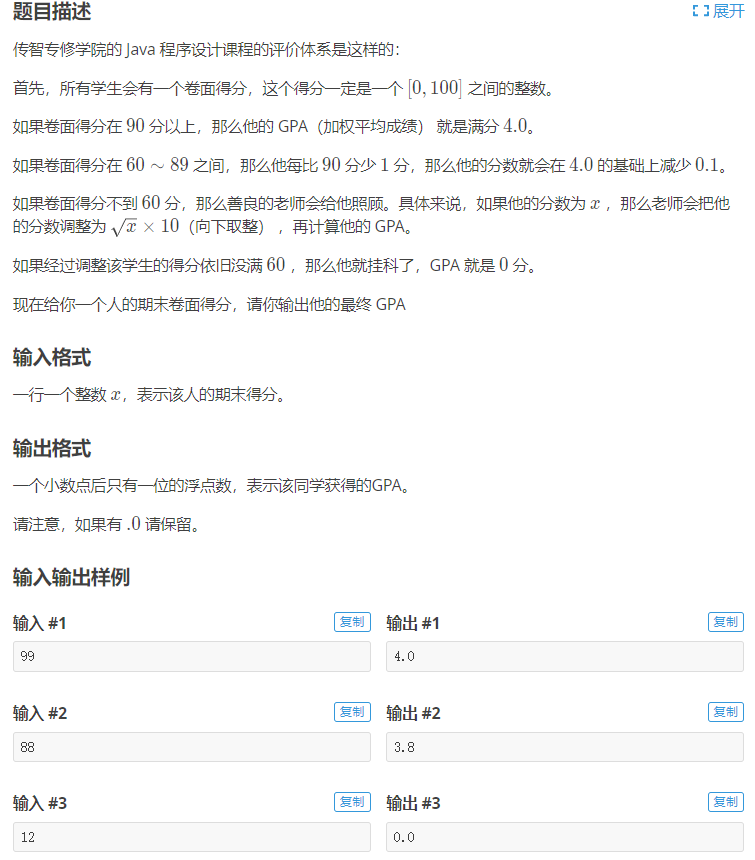 题目描述
展开
传智专修学院的 Java 程序设计课程的评价体系是这样的：
首先，所有学生会有一个卷面得分，这个得分一定是一个 [0, 100] 之间的整数。
如果卷面得分在 90 分以上，那么他的 GPA（加权平均成绩） 就是满分 4.0。
如果卷面得分在 60 ∼ 89 之间，那么他每比 90 分少 1 分，那么他的分数就会在 4.0 的基础上减少 0.1。
如果卷面得分不到 60 分，那么善良的老师会给他照顾。具体来说，如果他的分数为 x ，那么老师会把他
的分数调整为 √x × 10（向下取整） ，再计算他的 GPA。
如果经过调整该学生的得分依旧没满 60 ，那么他就挂科了，GPA 就是 0 分。
现在给你一个人的期末卷面得分，请你输出他的最终 GPA
输入格式
一行一个整数 x，表示该人的期末得分。
输出格式
一个小数点后只有一位的浮点数，表示该同学获得的GPA。
请注意，如果有 .0 请保留。
输入输出样例
输入 #1
复制
99
输出 #1
复制
4.0
输入 #2
复制
88
输出 #2
复制
3.8
输入 #3
复制
12
输出 #3
复制
0.0